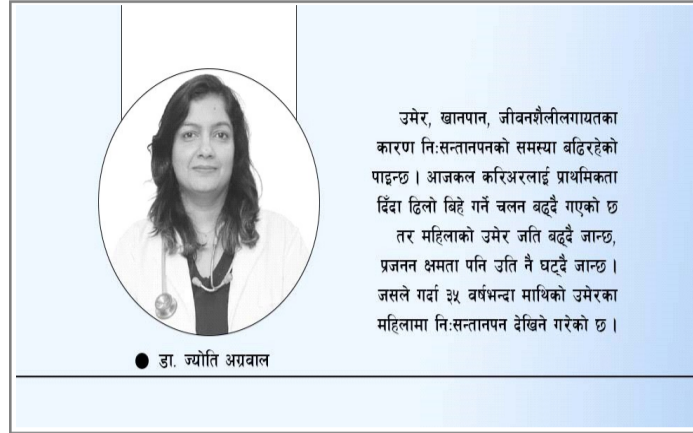 उमेर, खानपान, जीवनशैलीलगायतका
कारण नि:सन्तानपनको समस्या बढिरहेको
पाइन्छ । आजकल करिअरलाई प्राथमिकता
दिँदा ढिलो बिहे गर्ने चलन बढ्दै गएको छ
तर महिलाको उमेर जति बढ्दै जान्छ,
प्रजनन क्षमता पनि उति नै घट्दै जान्छ ।
जसले गर्दा ३५ वर्षभन्दा माथिको उमेरका
महिलामा नि:सन्तानपन देखिने गरेको छ ।
● डा. ज्योति अग्रवाल